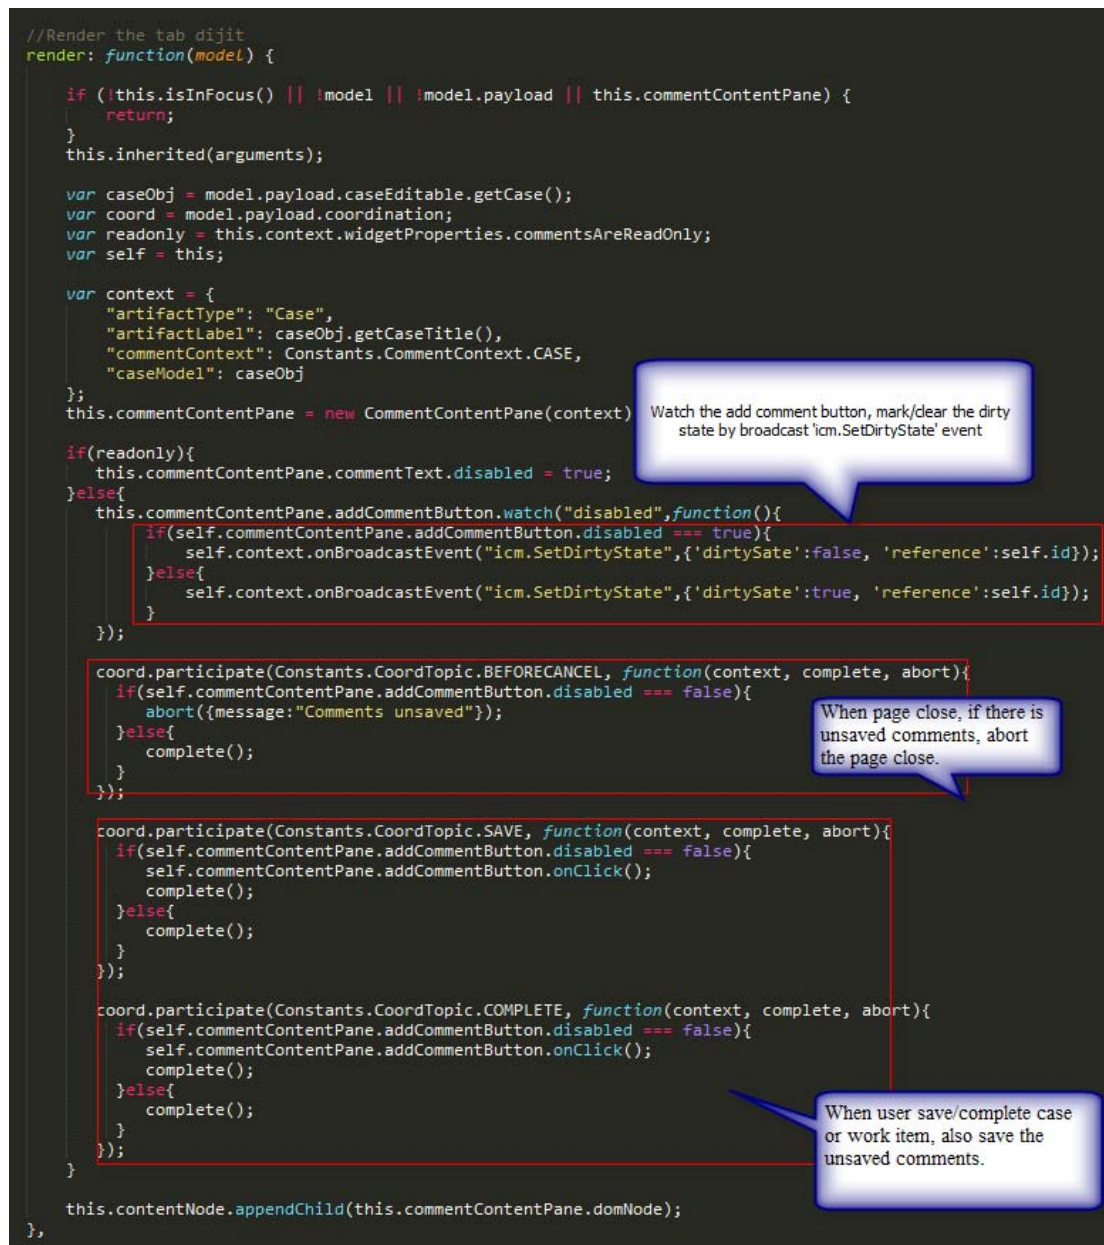 //Render the tab dijit
render: function(model) {
if (!this.isInFocus() || !model || !model.payload || this.commentContentPane) {
return;
}
this.inherited(arguments);
var caseObj = model.payload.caseEditable.getCase();
var coord = model.payload.coordination;
var readonly = this.context.widgetProperties.commentsAreReadOnly;
var self = this;
var context = {
"artifactType": "Case",
"artifactLabel": caseObj.getCaseTitle(),
"commentContext": Constants.CommentContext.CASE,
"caseModel": caseObj
};
this.commentContentPane = new CommentContentPane(context)
Watch the add comment button, mark/clear the dirty
state by broadcast 'icm.SetDirtyState' event
if(readonly){
this.commentContentPane.commentText.disabled = true;
}else{
this.commentContentPane.addCommentButton.watch("disabled",function(){
if(self.commentContentPane.addCommentButton.disabled === true){
self.context.onBroadcastEvent("icm.SetDirtyState",{'dirtySate':false, 'reference':self.id});
}else{
self.context.onBroadcastEvent("icm.SetDirtyState",{'dirtySate':true, 'reference':self.id});
}
});
coord.participate(Constants.CoordTopic.BEFORECANCEL, function(context, complete, abort){
if(self.commentContentPane.addCommentButton.disabled === false){
abort({message:"Comments unsaved"});
}else{
complete();
}
});
When page close, if there is
unsaved comments, abort
the page close.
coord.participate(Constants.CoordTopic.SAVE, function(context, complete, abort){
if(self.commentContentPane.addCommentButton.disabled === false){
self.commentContentPane.addCommentButton.onClick();
complete();
}else{
complete();
}
});
coord.participate(Constants.CoordTopic.COMPLETE, function(context, complete, abort){
if(self.commentContentPane.addCommentButton.disabled === false){
self.commentContentPane.addCommentButton.onClick();
complete();
}else{
complete();
}
});
When user save/complete case
or work item, also save the
unsaved comments.
}
this.contentNode.appendChild(this.commentContentPane.domNode);
},